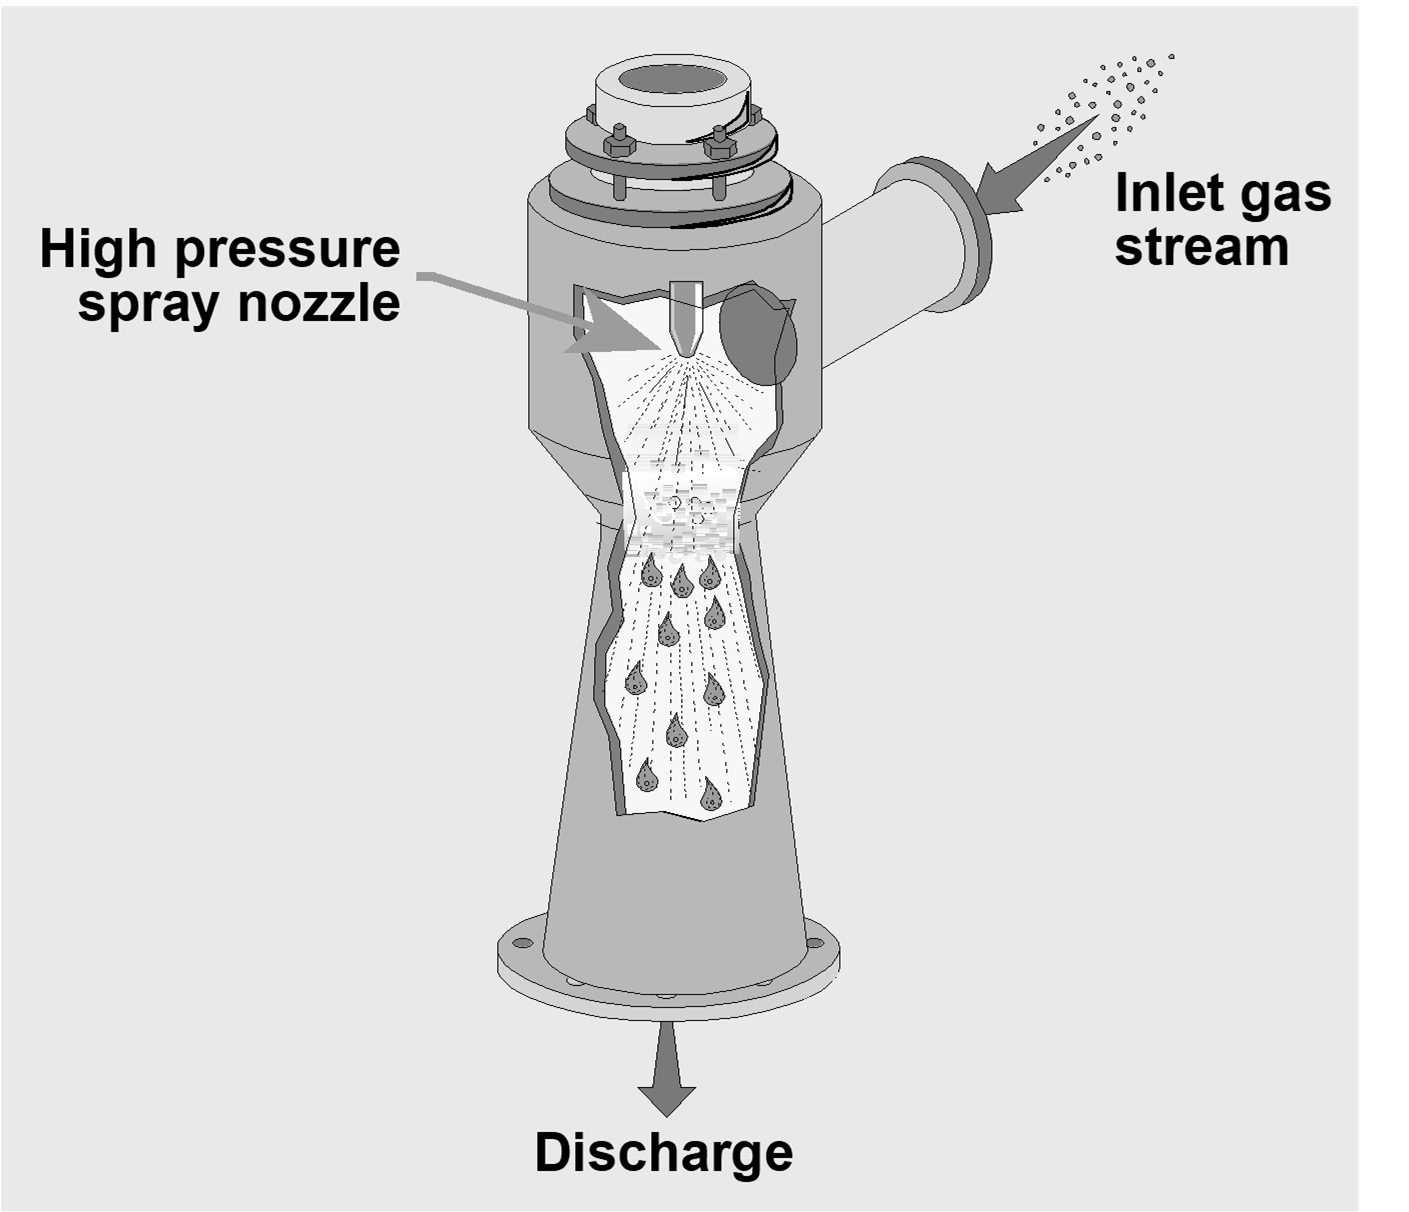 High pressure
spray nozzle
Inlet gas
stream
Discharge